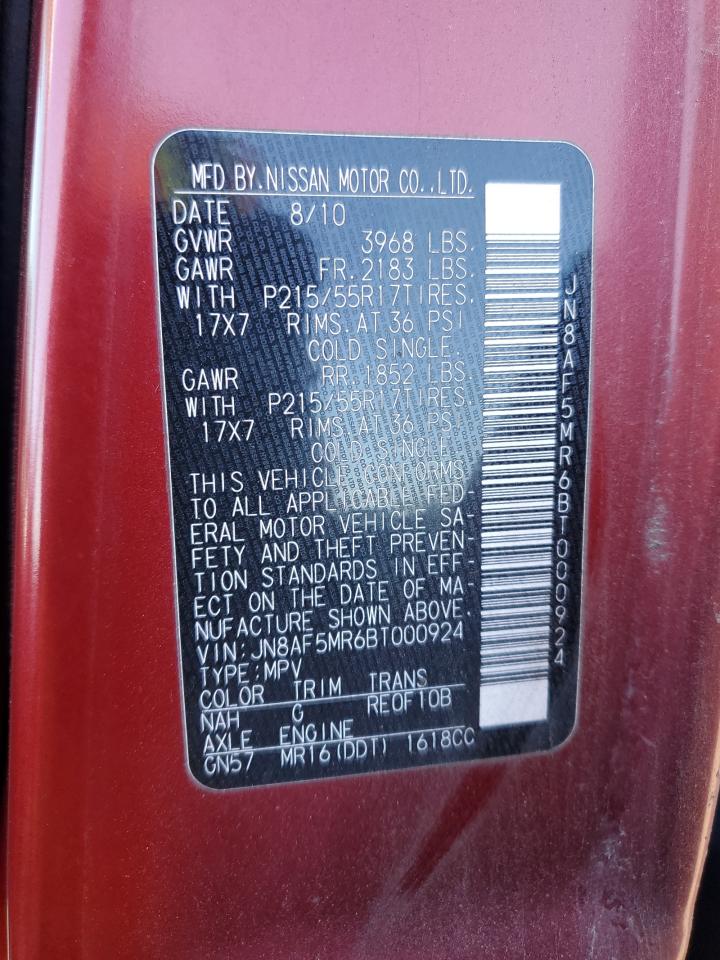 MFD BY.NISSAN MOTOR CO.,LTD.
DATE 8/10
GVWR 3968 LBS.
GAWR FR.2183 LBS.
WITH P215/55R17TIRES.
17X7 RIMS.AT 36 PSI
COLD SINGLE.
GAWR RR.1852 LBS.
WITH P215/55R17TIRES.
17X7 RIMS.AT 36 PSI
COLD SINGLE.
THIS VEHICLE CONFORMS
TO ALL APPLICABLE FED-
ERAL MOTOR VEHICLE SA-
FETY AND THEFT PREVEN-
TION STANDARDS IN EFF-
ECT ON THE DATE OF MA-
NUFACTURE SHOWN ABOVE.
VIN:JN8AF5MR6BT000924
TYPE:MPV
COLOR TRIM TRANS
NAH G RE0F10B
AXLE ENGINE
GN57 MR16(DDT) 1618CC
JN8AF5MR6BT000924